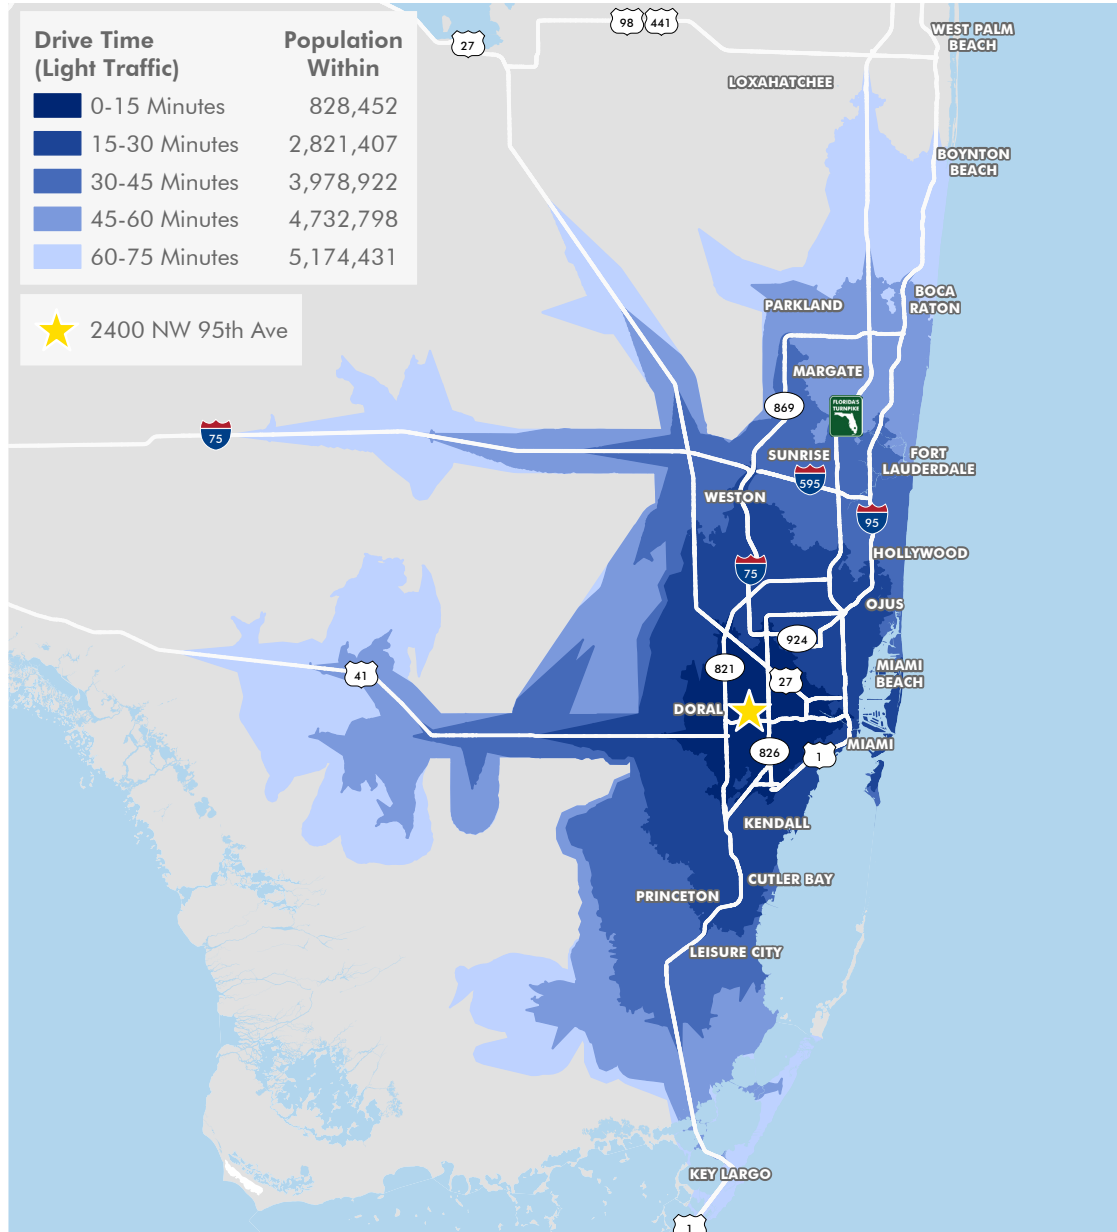 Drive Time
(Light Traffic)
Population
Within
0-15 Minutes 828,452
15-30 Minutes 2,821,407
30-45 Minutes 3,978,922
45-60 Minutes 4,732,798
60-75 Minutes 5,174,431
2400 NW 95th Ave
27
98
441
WEST PALM
BEACH
LOXAHATCHEE
BOYNTON
BEACH
BOCA
RATON
PARKLAND
MARGATE
869
FLORIDA'S
TURNPIKE
75
SUNRISE
FORT
LAUDERDALE
595
WESTON
95
HOLLYWOOD
75
OJUS
924
821
27
MIAMI
BEACH
41
DORAL
826
1
MIAMI
KENDALL
CUTLER BAY
PRINCETON
LEISURE CITY
KEY LARGO
1